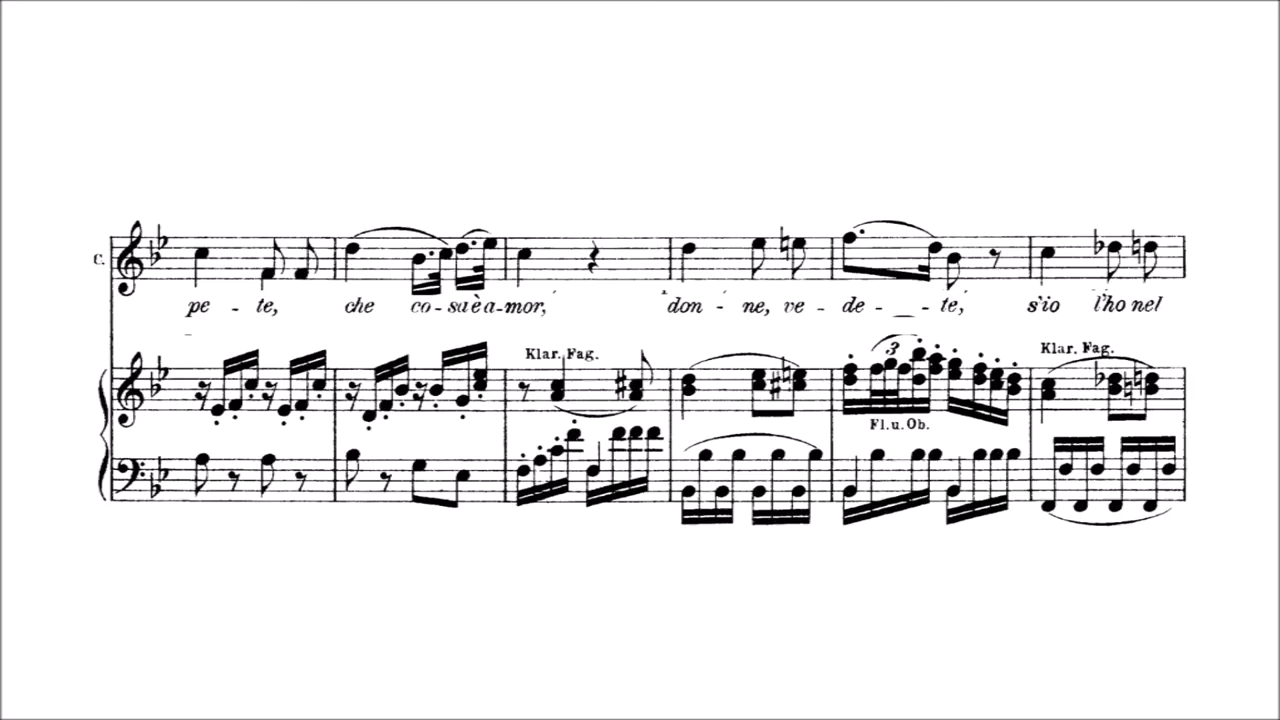 C.
pe - te, che co - sa è a - mor, don - ne, ve - de - - te, s'io l'ho nel
Klar. Fag. 3 Klar. Fag.
Fl. u. Ob.